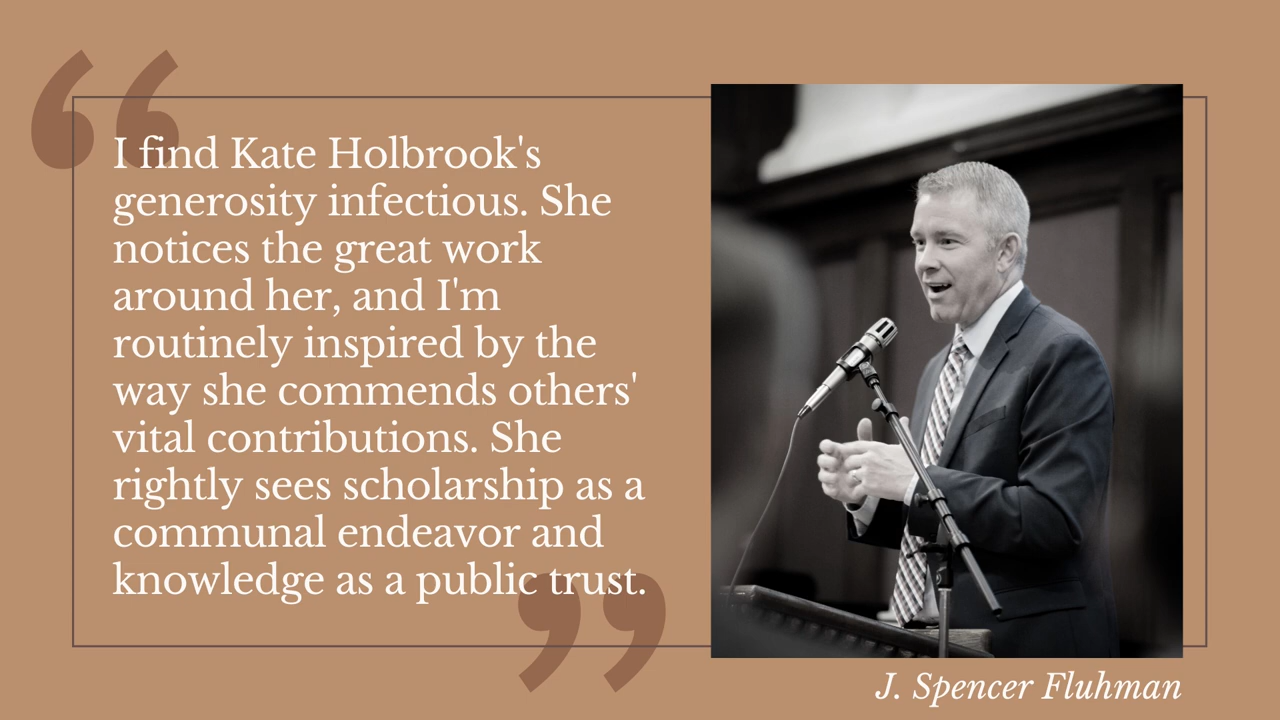 I find Kate Holbrook's
generosity infectious. She
notices the great work
around her, and I'm
routinely inspired by the
way she commends others'
vital contributions. She
rightly sees scholarship as a
communal endeavor and
knowledge as a public trust.
J. Spencer Fluhman